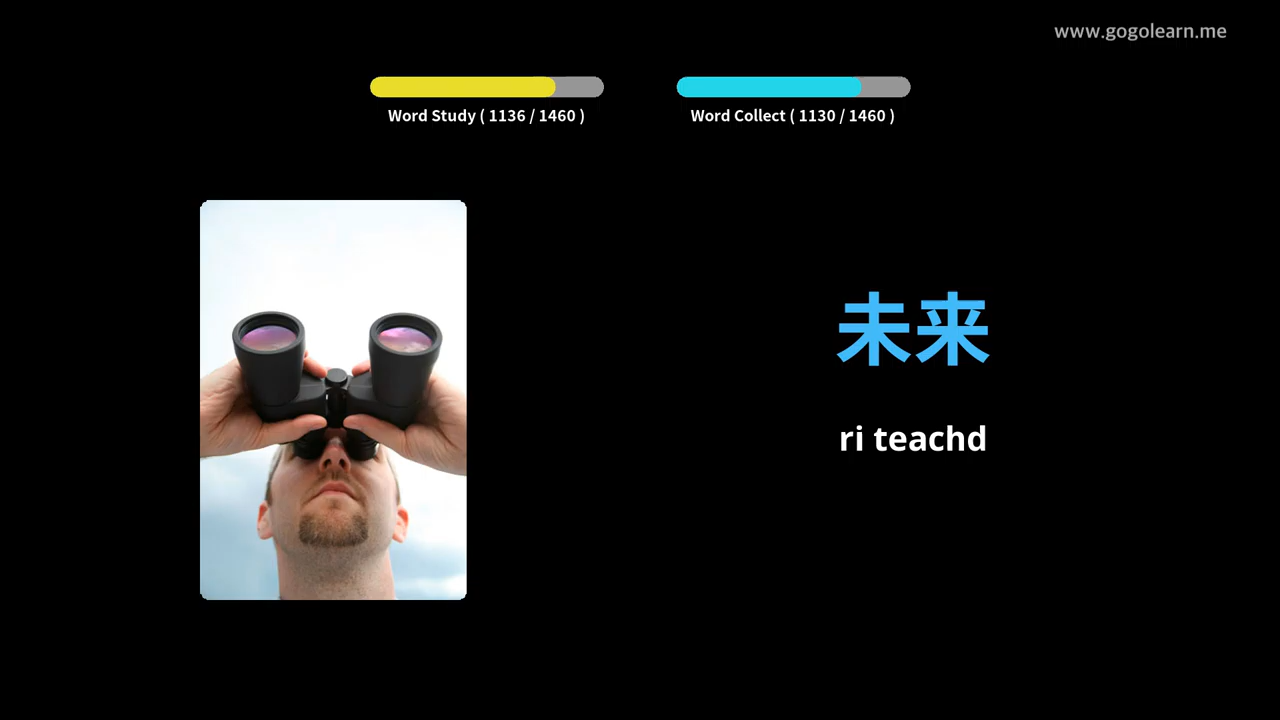 www.gogolearn.me
Word Study ( 1136 / 1460 )
Word Collect ( 1130 / 1460 )
未来
ri teachd